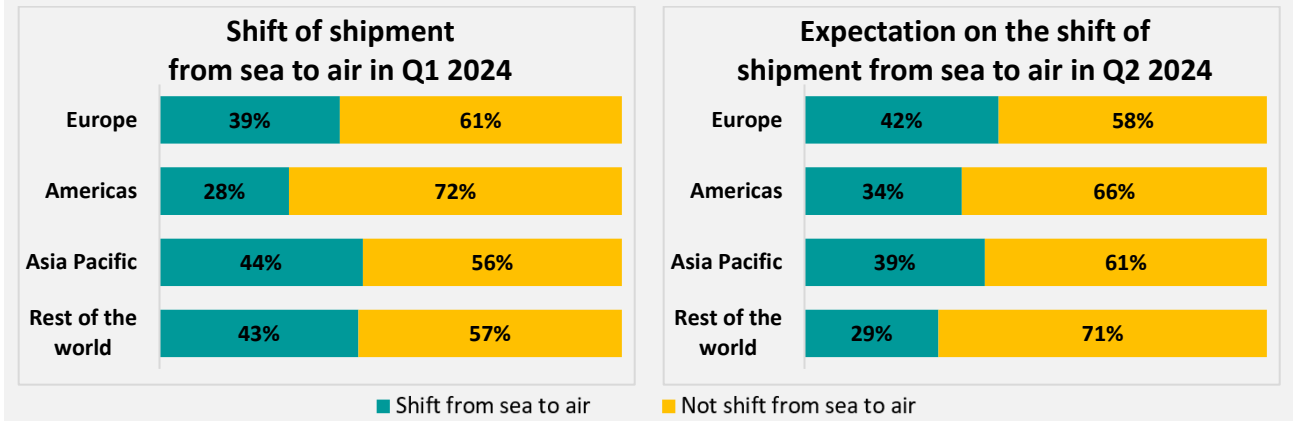 Shift of shipment
from sea to air in Q1 2024
Europe 39% 61%
Americas 28% 72%
Asia Pacific 44% 56%
Rest of the
world 43% 57%
Expectation on the shift of
shipment from sea to air in Q2 2024
Europe 42% 58%
Americas 34% 66%
Asia Pacific 39% 61%
Rest of the
world 29% 71%
Shift from sea to air Not shift from sea to air